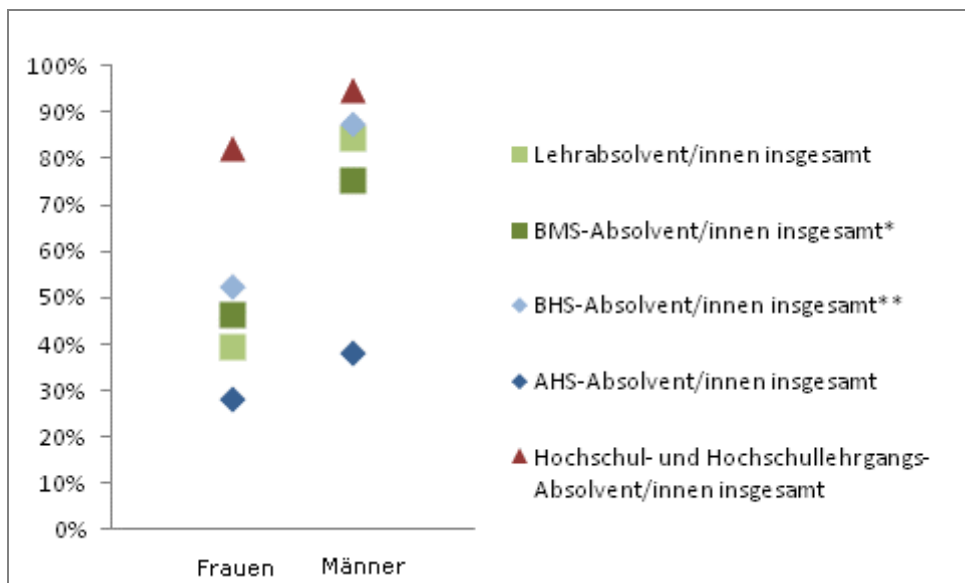 100%
90%
80%
70%
60%
50%
40%
30%
20%
10%
0%
Frauen
Männer
Lehrabsolvent/innen insgesamt
BMS-Absolvent/innen insgesamt*
BHS-Absolvent/innen insgesamt**
AHS-Absolvent/innen insgesamt
Hochschul- und Hochschullehrgangs-
Absolvent/innen insgesamt